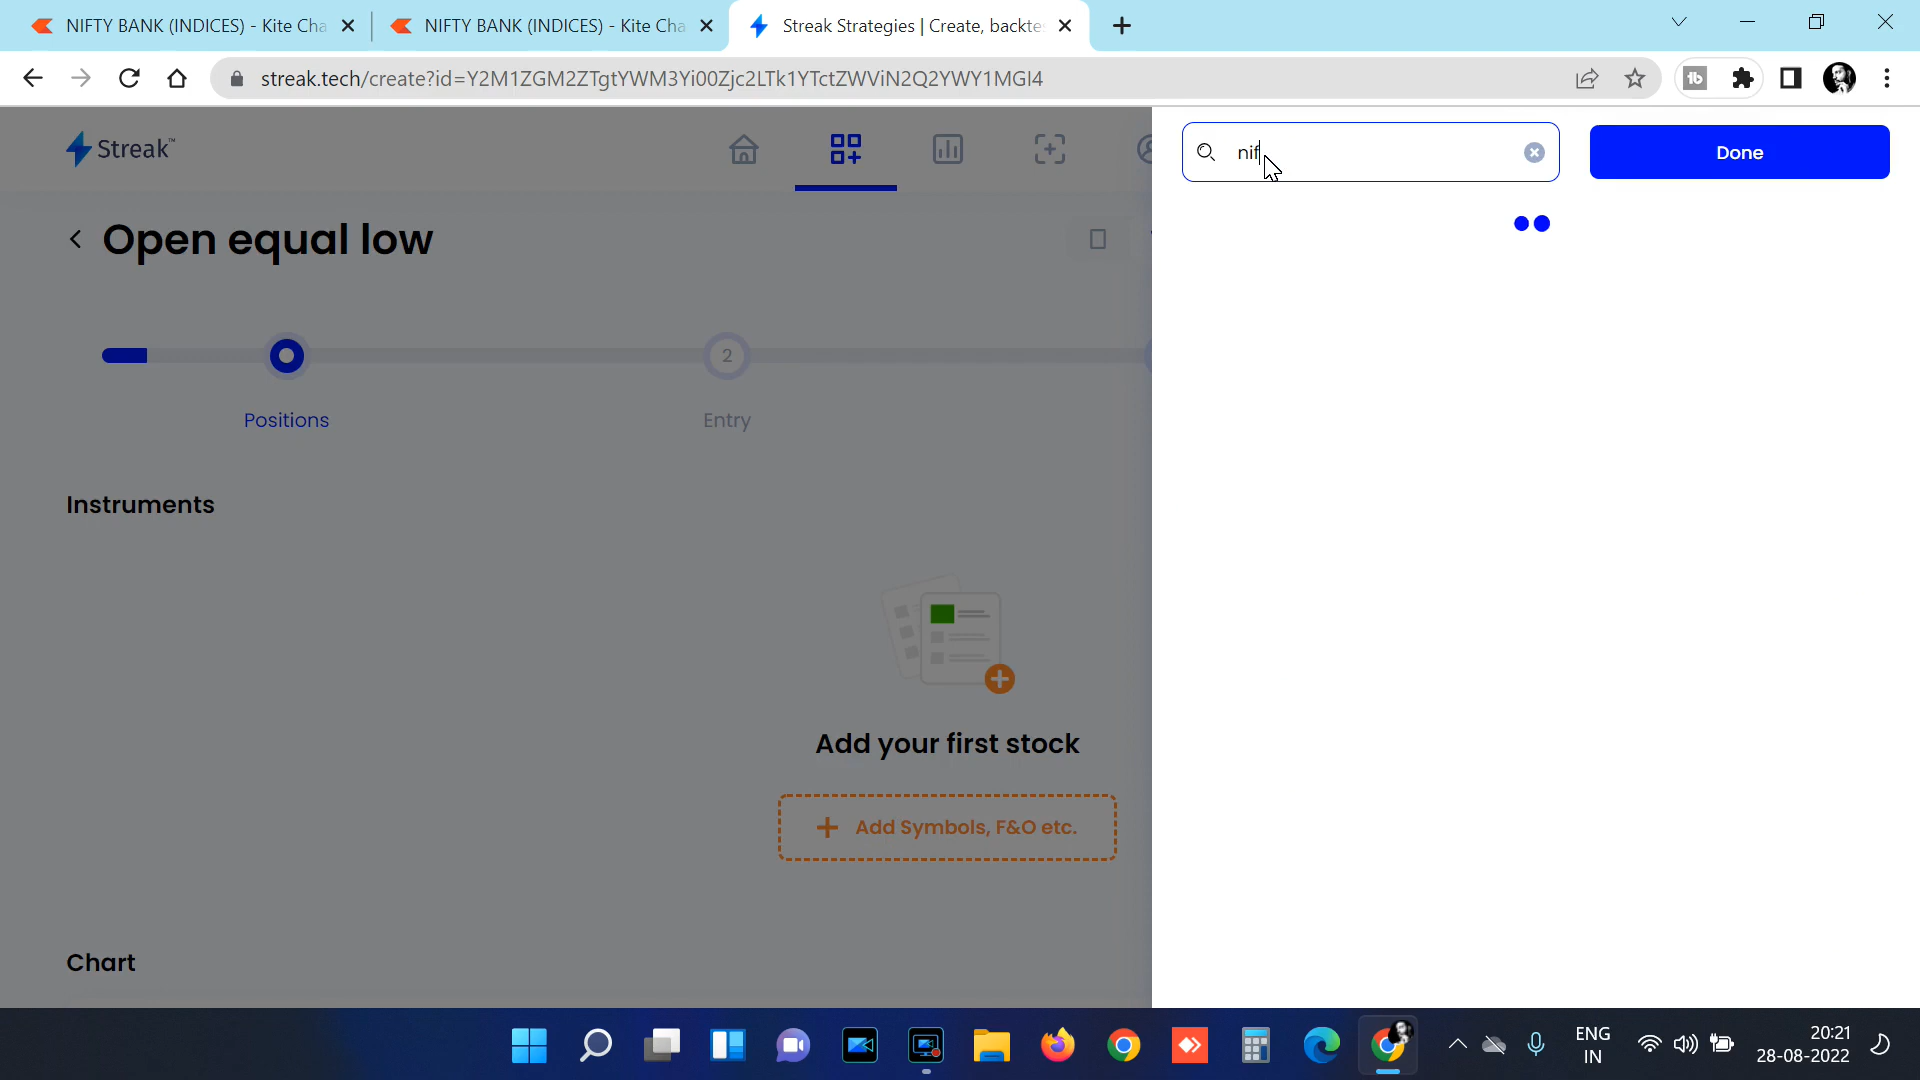 NIFTY BANK (INDICES) - Kite Cha
NIFTY BANK (INDICES) - Kite Cha
Streak Strategies | Create, backte
streak.tech/create?id=Y2M1ZGM2ZTgtYWM3Yi00Zjc2LTk1YTctZWViN2Q2YWY1MGI4
Streak™
nif
Done
Open equal low
2
Positions
Entry
Instruments
Add your first stock
+ Add Symbols, F&O etc.
Chart
ENG
IN
20:21
28-08-2022